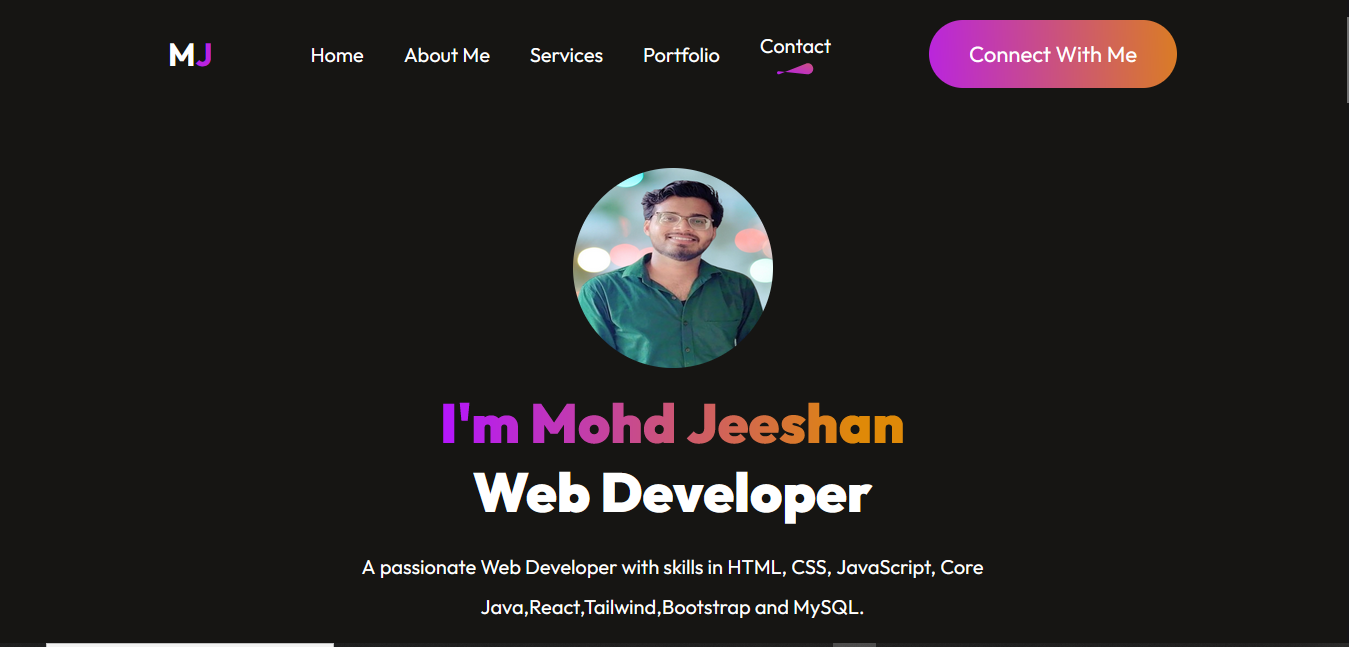 MJ
Home
About Me
Services
Portfolio
Contact
Connect With Me
I'm Mohd Jeeshan
Web Developer
A passionate Web Developer with skills in HTML, CSS, JavaScript, Core
Java,React,Tailwind,Bootstrap and MySQL.